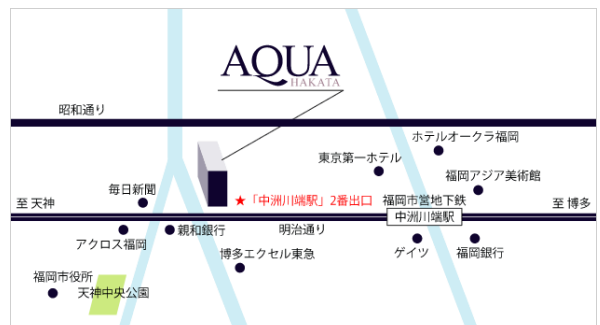 AQUA
HAKATA
昭和通り
ホテルオークラ福岡
東京第一ホテル
福岡アジア美術館
毎日新聞
至 天神
★「中洲川端駅」2番出口
福岡市営地下鉄
至 博多
中洲川端駅
親和銀行
明治通り
アクロス福岡
博多エクセル東急
ゲイツ
福岡銀行
福岡市役所
天神中央公園